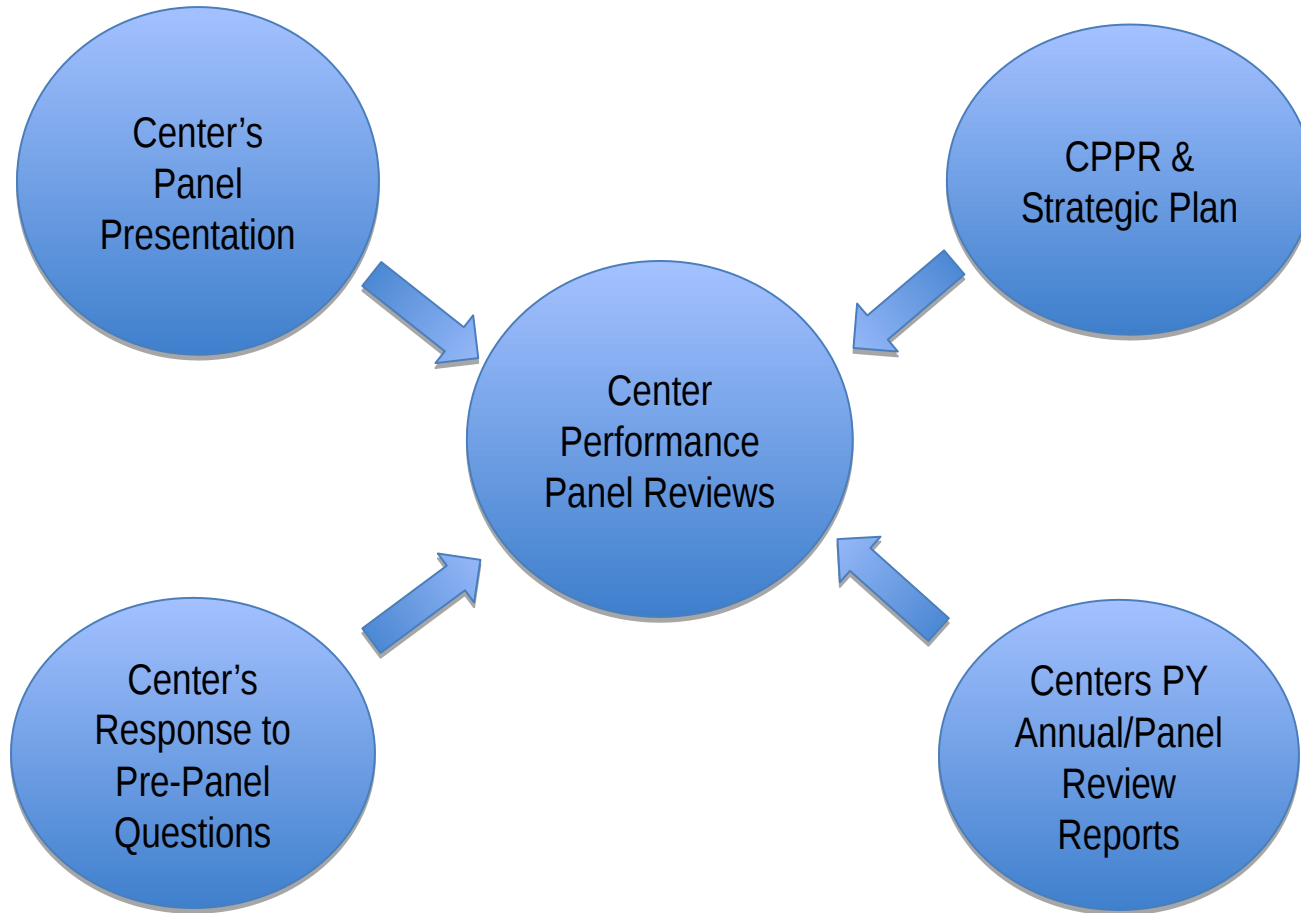 Center’s
Panel
Presentation
CPPR &
Strategic Plan
Center
Performance
Panel Reviews
Center’s
Response to
Pre-Panel
Questions
Centers PY
Annual/Panel
Review
Reports